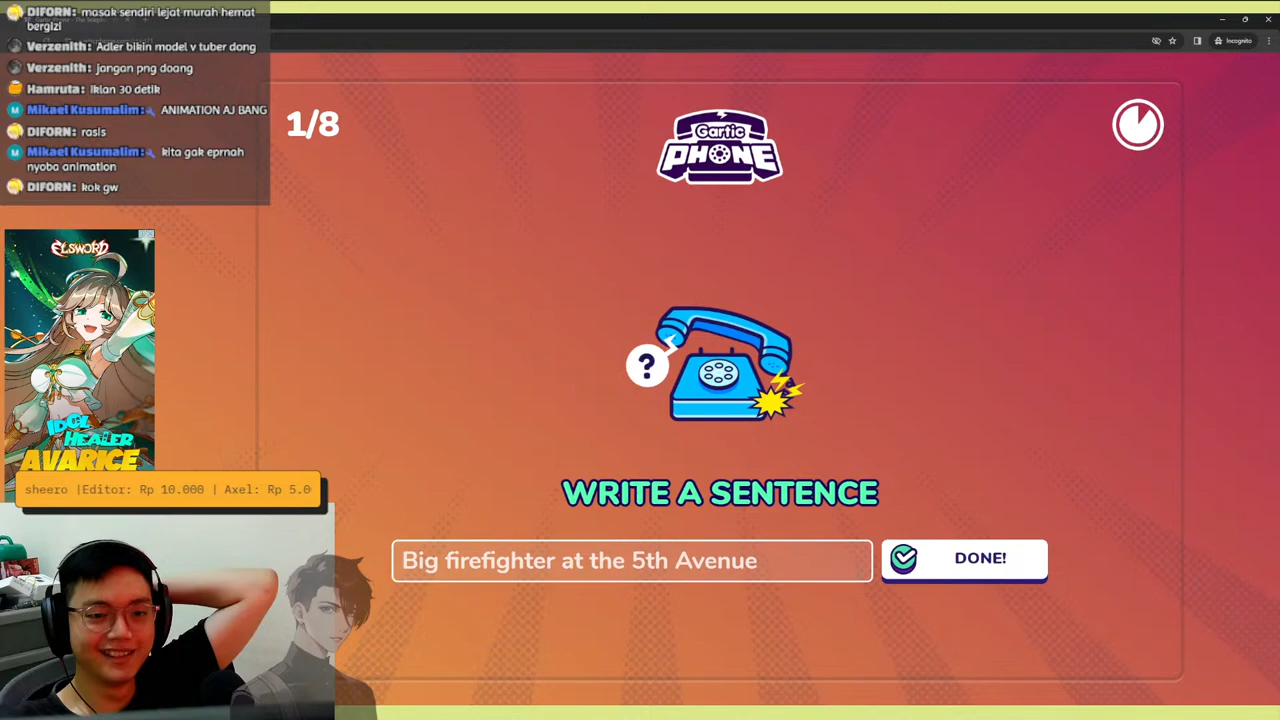 DIFORN: masak sendiri lejat murah hemat
bergizi
Verzenith: Adler bikin model v tuber dong
Verzenith: jangan png doang
Hamruta: Iklan 30 detik
Mikael Kusumalim: ANIMATION AJ BANG
DIFORN: rasis
Mikael Kusumalim: kita gak eprnah
nyoba animation
DIFORN: kok gw
Incognito
1/8
Gartic
PHONE
ELSWORD
IDOL
HEALER
AVARICE
sheero |Editor: Rp 10.000 | Axel: Rp 5.0
?
WRITE A SENTENCE
Big firefighter at the 5th Avenue
DONE!